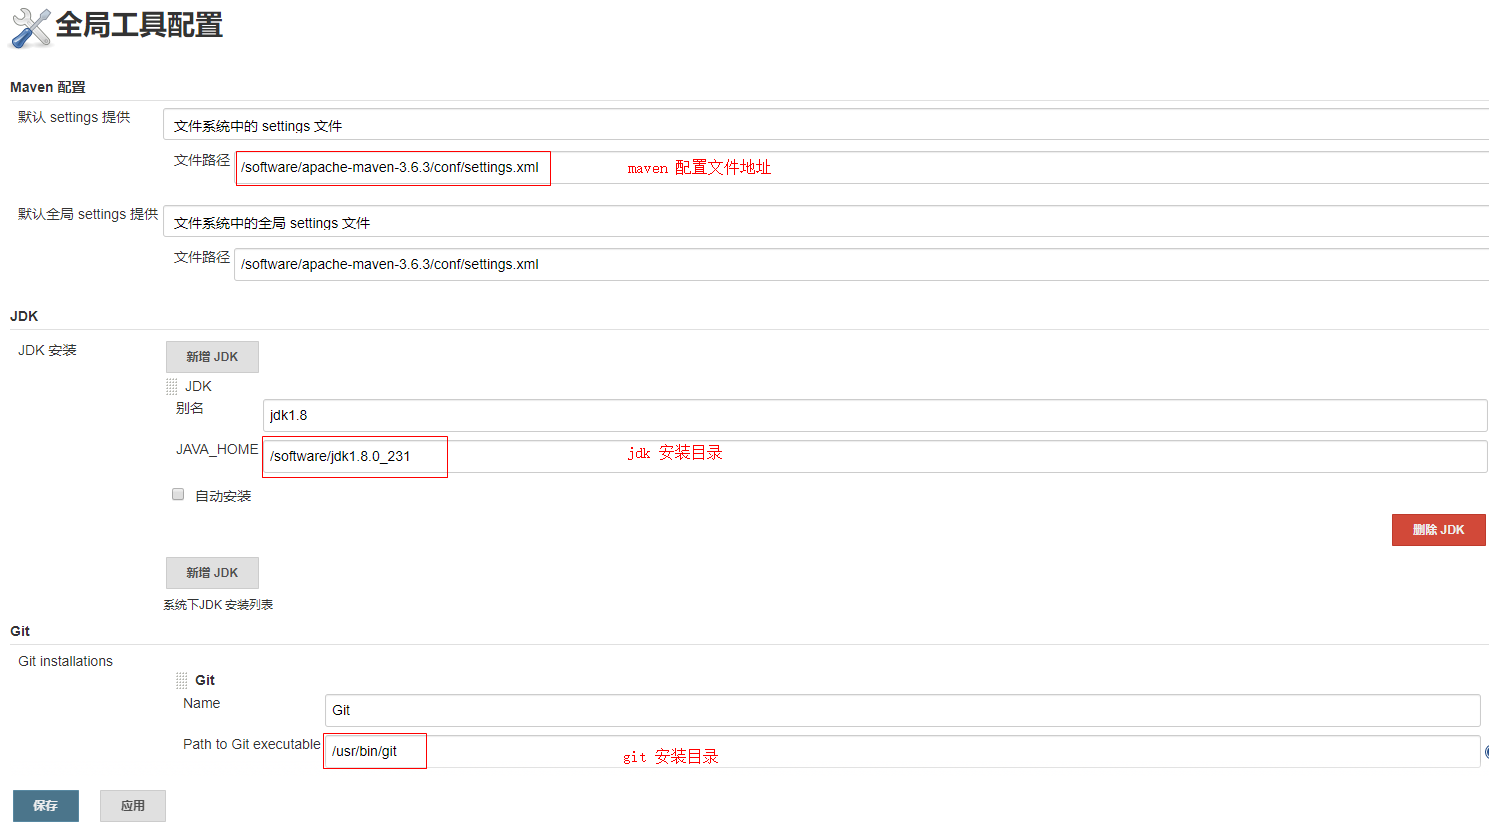 全局工具配置
Maven 配置
默认 settings 提供
文件系统中的 settings 文件
文件路径
/software/apache-maven-3.6.3/conf/settings.xml
maven 配置文件地址
默认全局 settings 提供
文件系统中的全局 settings 文件
文件路径
/software/apache-maven-3.6.3/conf/settings.xml
JDK
JDK 安装
新增 JDK
JDK
别名
jdk1.8
JAVA_HOME
/software/jdk1.8.0_231
jdk 安装目录
自动安装
删除 JDK
新增 JDK
系统下JDK 安装列表
Git
Git installations
Git
Name
Git
Path to Git executable
/usr/bin/git
git 安装目录
保存
应用